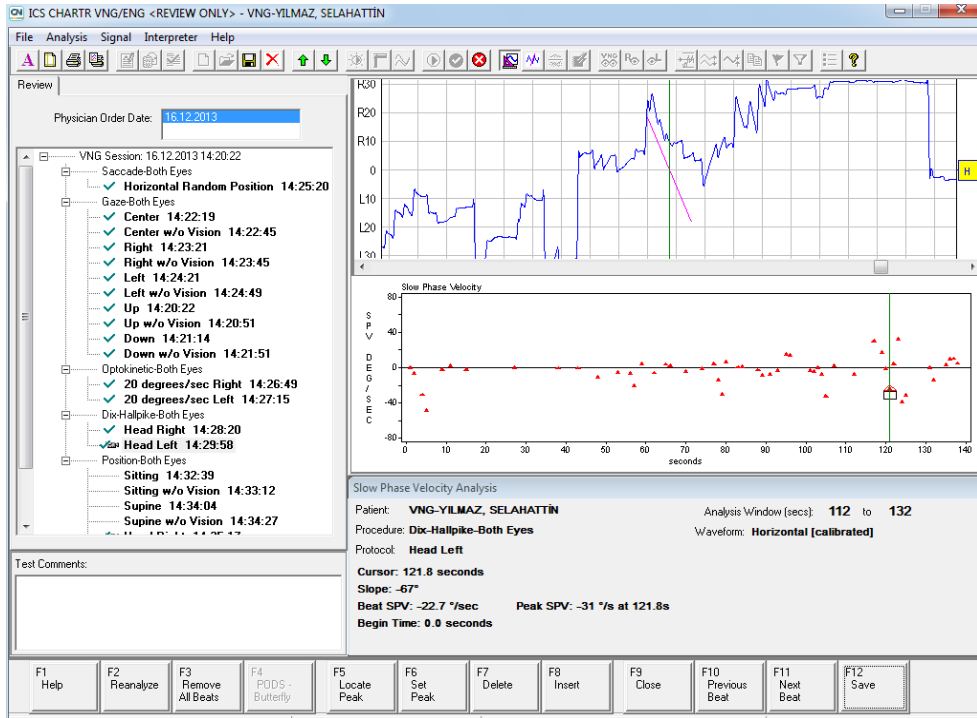 ICS CHARTR VNG/ENG <REVIEW ONLY> - VNG-YILMAZ, SELAHATTİN
File Analysis Signal Interpreter Help
Review
Physician Order Date: 16.12.2013
VNG Session: 16.12.2013 14:20:22
Saccade-Both Eyes
Horizontal Random Position 14:25:20
Gaze-Both Eyes
Center 14:22:19
Center w/o Vision 14:22:45
Right 14:23:21
Right w/o Vision 14:23:45
Left 14:24:21
Left w/o Vision 14:24:49
Up 14:20:22
Up w/o Vision 14:20:51
Down 14:21:14
Down w/o Vision 14:21:51
Optokinetic-Both Eyes
20 degrees/sec Right 14:26:49
20 degrees/sec Left 14:27:15
Dix-Hallpike-Both Eyes
Head Right 14:28:20
Head Left 14:29:58
Position-Both Eyes
Sitting 14:32:39
Sitting w/o Vision 14:33:12
Supine 14:34:04
Supine w/o Vision 14:34:27
Test Comments:
R30
R20
R10
0
L10
L20
L30
H
Slow Phase Velocity
SPV DEG/SEC
80
40
0
-40
-80
0 10 20 30 40 50 60 70 80 90 100 110 120 130 140
seconds
Slow Phase Velocity Analysis
Patient: VNG-YILMAZ, SELAHATTİN Analysis Window (secs): 112 to 132
Procedure: Dix-Hallpike-Both Eyes Waveform: Horizontal [calibrated]
Protocol: Head Left
Cursor: 121.8 seconds
Slope: -67°
Beat SPV: -22.7 °/sec Peak SPV: -31 °/s at 121.8s
Begin Time: 0.0 seconds
F1 Help
F2 Reanalyze
F3 Remove All Beats
F4 PODS - Butterfly
F5 Locate Peak
F6 Set Peak
F7 Delete
F8 Insert
F9 Close
F10 Previous Beat
F11 Next Beat
F12 Save